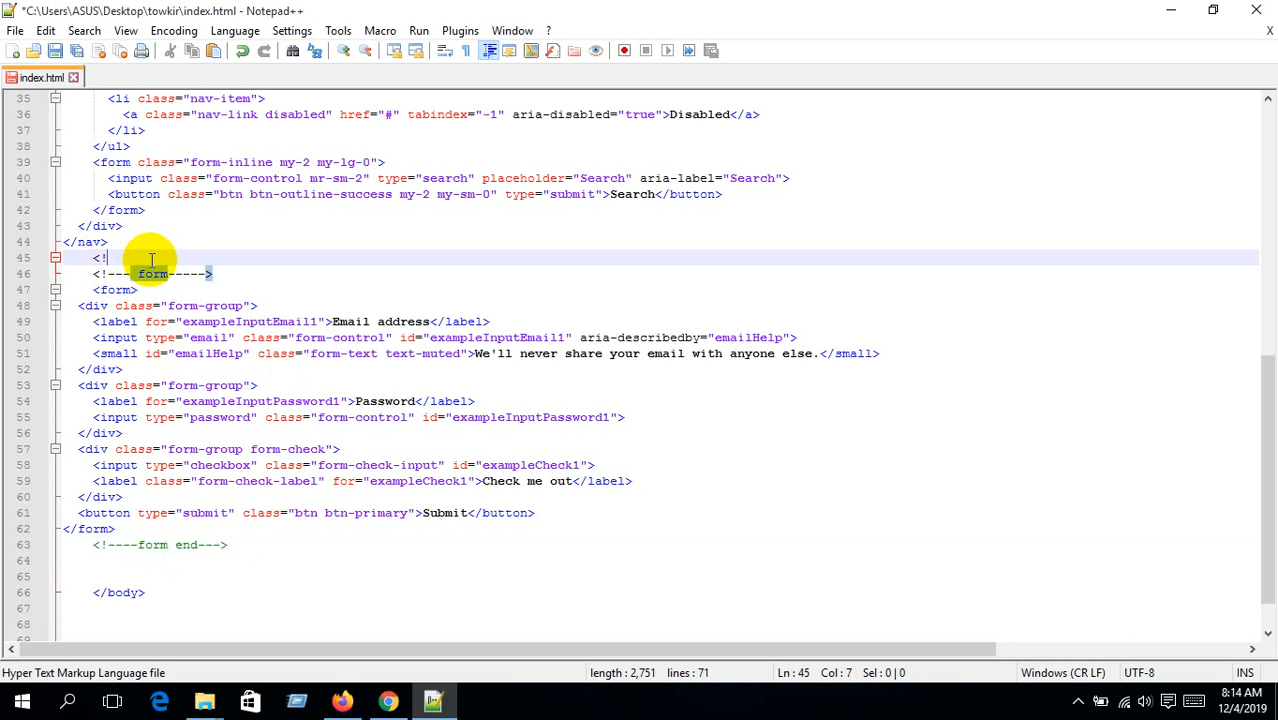 *C:\Users\ASUS\Desktop\towkir\index.html - Notepad++
File Edit Search View Encoding Language Settings Tools Macro Run Plugins Window ? X
index.html
35 <li class="nav-item">
36 <a class="nav-link disabled" href="#" tabindex="-1" aria-disabled="true">Disabled</a>
37 </li>
38 </ul>
39 <form class="form-inline my-2 my-lg-0">
40 <input class="form-control mr-sm-2" type="search" placeholder="Search" aria-label="Search">
41 <button class="btn btn-outline-success my-2 my-sm-0" type="submit">Search</button>
42 </form>
43 </div>
44 </nav>
45 <!
46 <!--- form----->
47 <form>
48 <div class="form-group">
49 <label for="exampleInputEmail1">Email address</label>
50 <input type="email" class="form-control" id="exampleInputEmail1" aria-describedby="emailHelp">
51 <small id="emailHelp" class="form-text text-muted">We'll never share your email with anyone else.</small>
52 </div>
53 <div class="form-group">
54 <label for="exampleInputPassword1">Password</label>
55 <input type="password" class="form-control" id="exampleInputPassword1">
56 </div>
57 <div class="form-group form-check">
58 <input type="checkbox" class="form-check-input" id="exampleCheck1">
59 <label class="form-check-label" for="exampleCheck1">Check me out</label>
60 </div>
61 <button type="submit" class="btn btn-primary">Submit</button>
62 </form>
63 <!----form end--->
64
65
66 </body>
67
68
69
Hyper Text Markup Language file length : 2,751 lines : 71 Ln : 45 Col : 7 Sel : 0 | 0 Windows (CR LF) UTF-8 INS
8:14 AM
12/4/2019